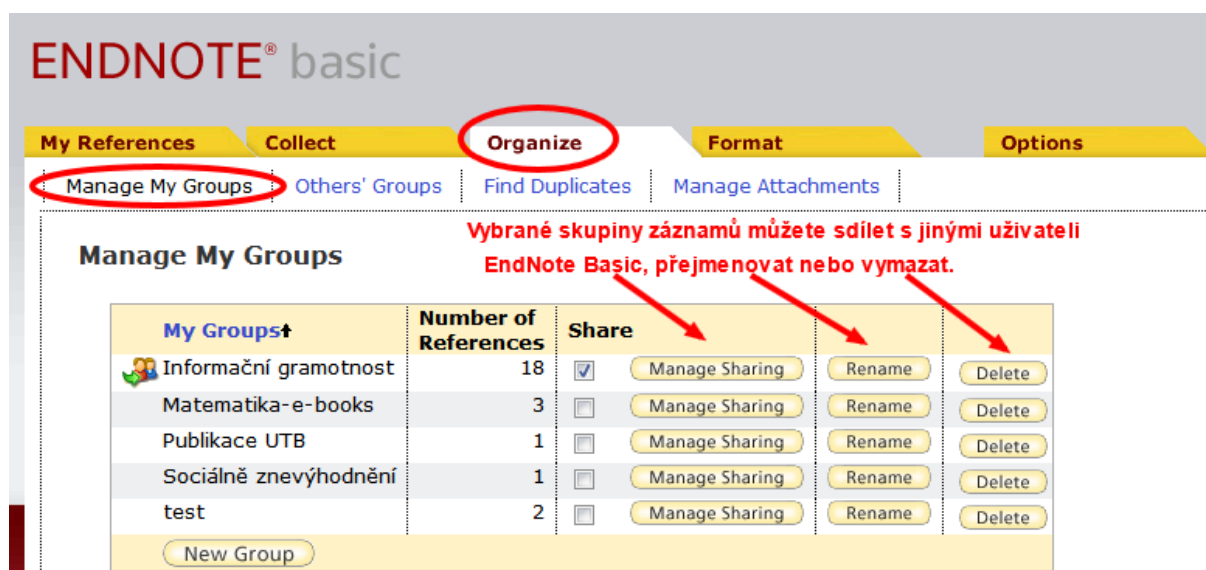 ENDNOTE® basic
My References Collect Organize Format Options
Manage My Groups Others' Groups Find Duplicates Manage Attachments
Vybrané skupiny záznamů můžete sdílet s jinými uživateli
EndNote Basic, přejmenovat nebo vymazat.
Manage My Groups
My Groups Number of References Share
Informační gramotnost 18 Manage Sharing Rename Delete
Matematika-e-books 3 Manage Sharing Rename Delete
Publikace UTB 1 Manage Sharing Rename Delete
Sociálně znevýhodnění 1 Manage Sharing Rename Delete
test 2 Manage Sharing Rename Delete
New Group